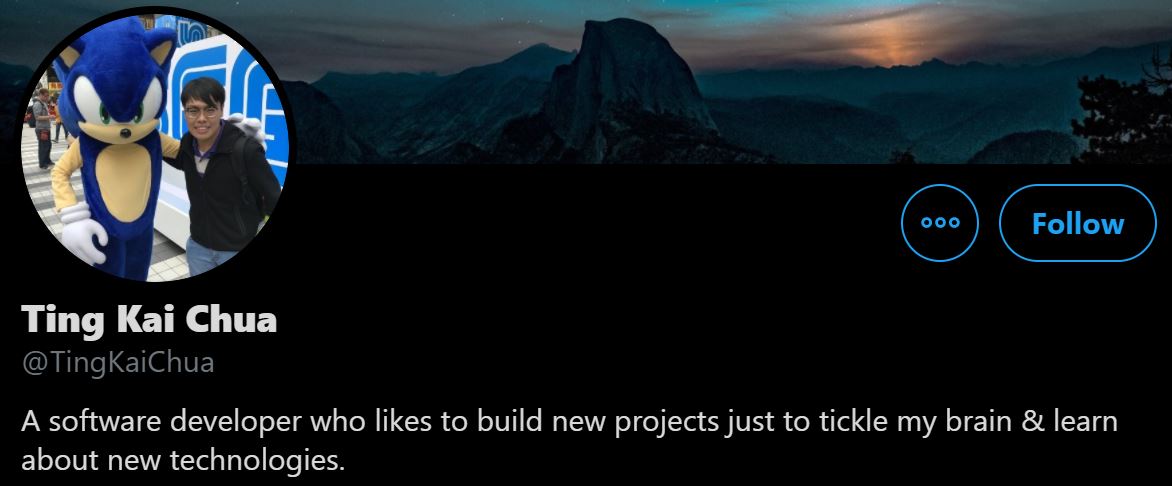 Follow
Ting Kai Chua
@TingKaiChua
A software developer who likes to build new projects just to tickle my brain & learn
about new technologies.